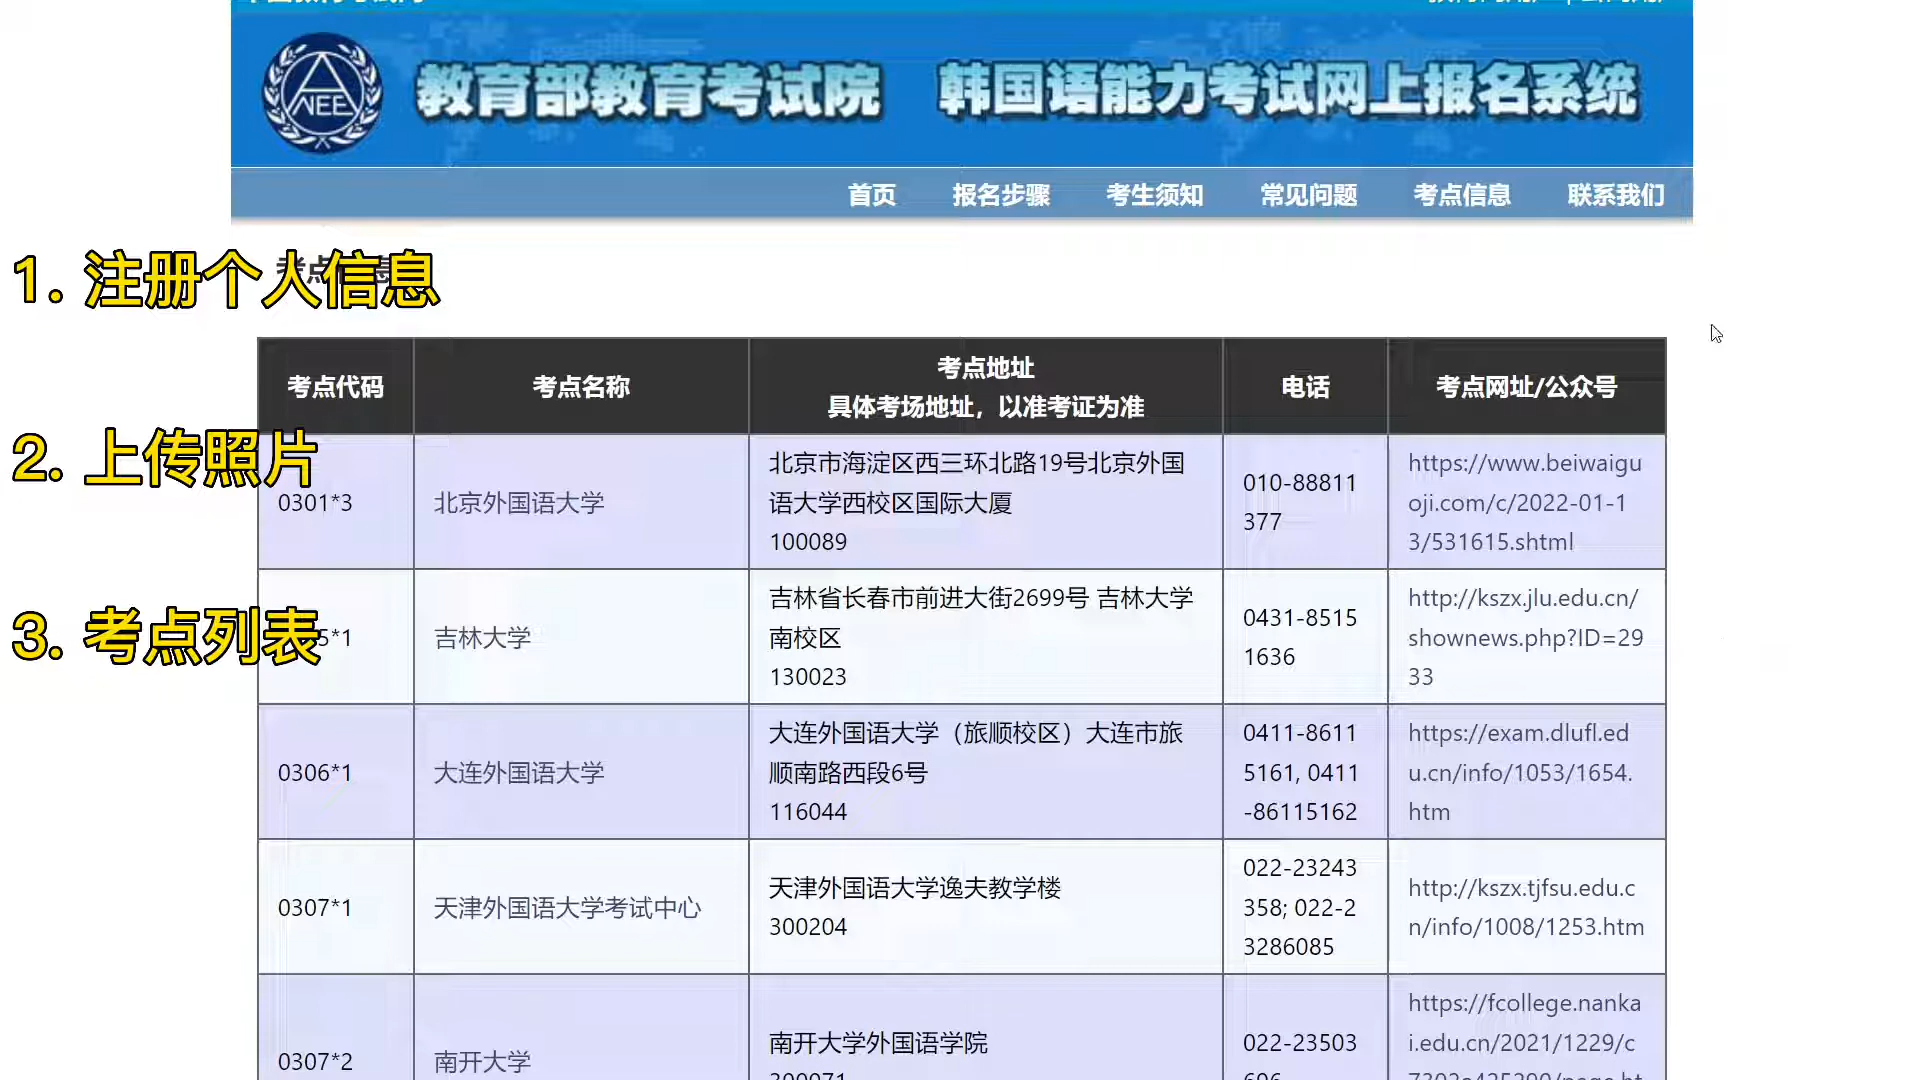 NEEA
教育部教育考试院 韩国语能力考试网上报名系统
首页 报名步骤 考生须知 常见问题 考点信息 联系我们
1. 注册个人信息
2. 上传照片
3. 考点列表
考点代码
考点名称
考点地址
具体考场地址，以准考证为准
电话
考点网址/公众号
0301*3
北京外国语大学
北京市海淀区西三环北路19号北京外国
语大学西校区国际大厦
100089
010-88811
377
https://www.beiwaigu
oji.com/c/2022-01-1
3/531615.shtml
5*1
吉林大学
吉林省长春市前进大街2699号 吉林大学
南校区
130023
0431-8515
1636
http://kszx.jlu.edu.cn/
shownews.php?ID=29
33
0306*1
大连外国语大学
大连外国语大学（旅顺校区）大连市旅
顺南路西段6号
116044
0411-8611
5161, 0411
-86115162
https://exam.dlufl.ed
u.cn/info/1053/1654.
htm
0307*1
天津外国语大学考试中心
天津外国语大学逸夫教学楼
300204
022-23243
358; 022-2
3286085
http://kszx.tjfsu.edu.c
n/info/1008/1253.htm
0307*2
南开大学
南开大学外国语学院
022-23503
https://fcollege.nanka
i.edu.cn/2021/1229/c